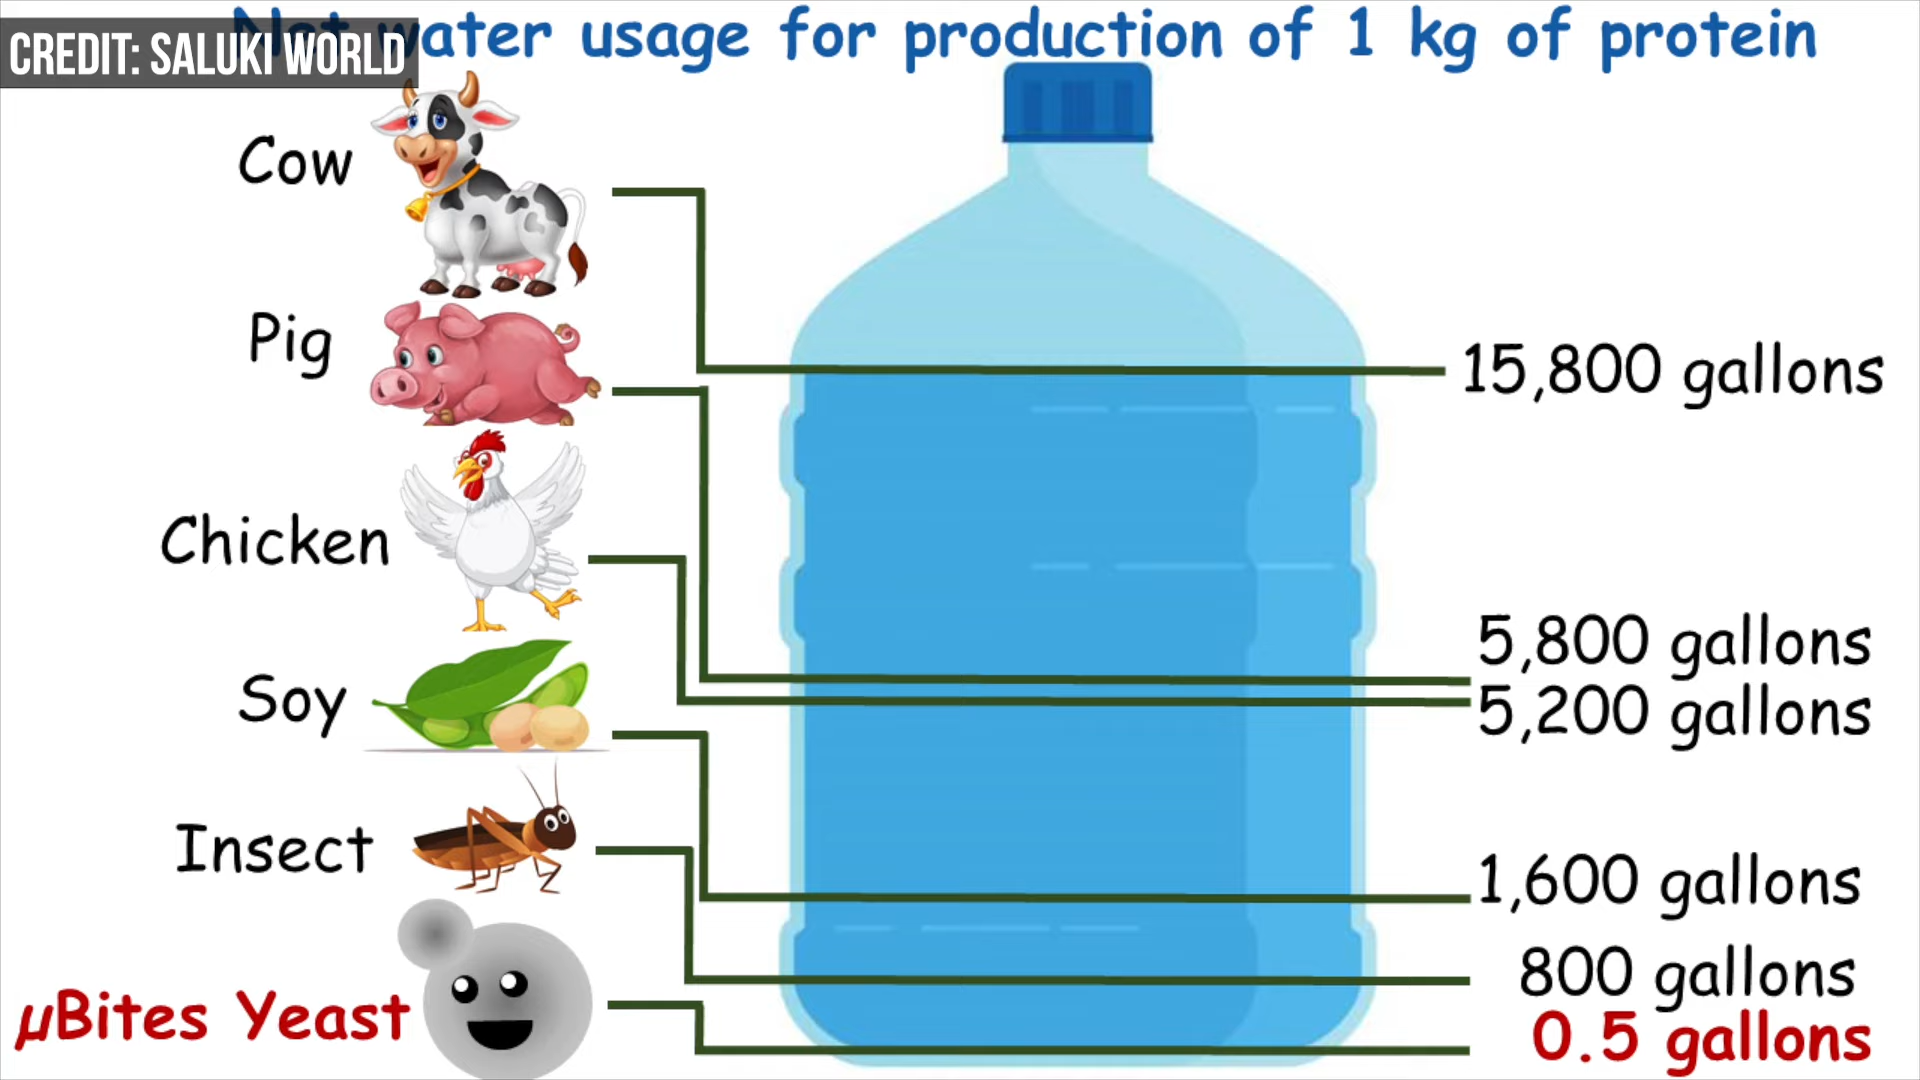 water usage for production of 1 kg of protein
CREDIT: SALUKI WORLD
Cow
Pig
15,800 gallons
Chicken
5,800 gallons
5,200 gallons
Soy
Insect
1,600 gallons
800 gallons
µBites Yeast
0.5 gallons